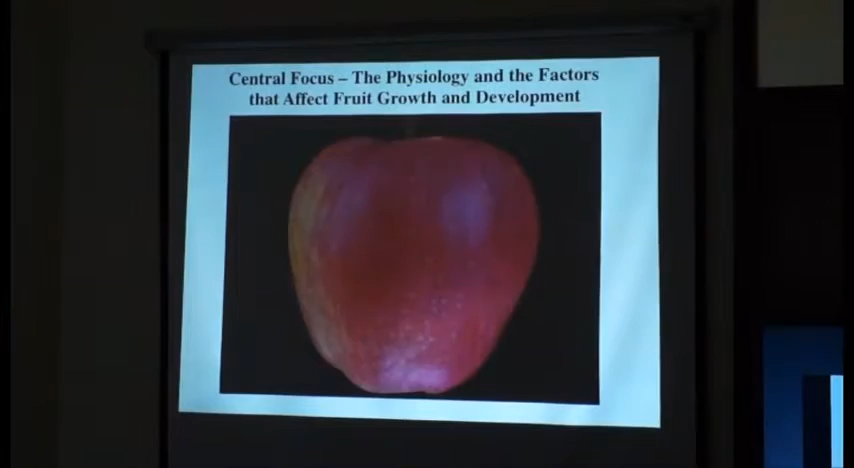 Central Focus – The Physiology and the Factors
that Affect Fruit Growth and Development